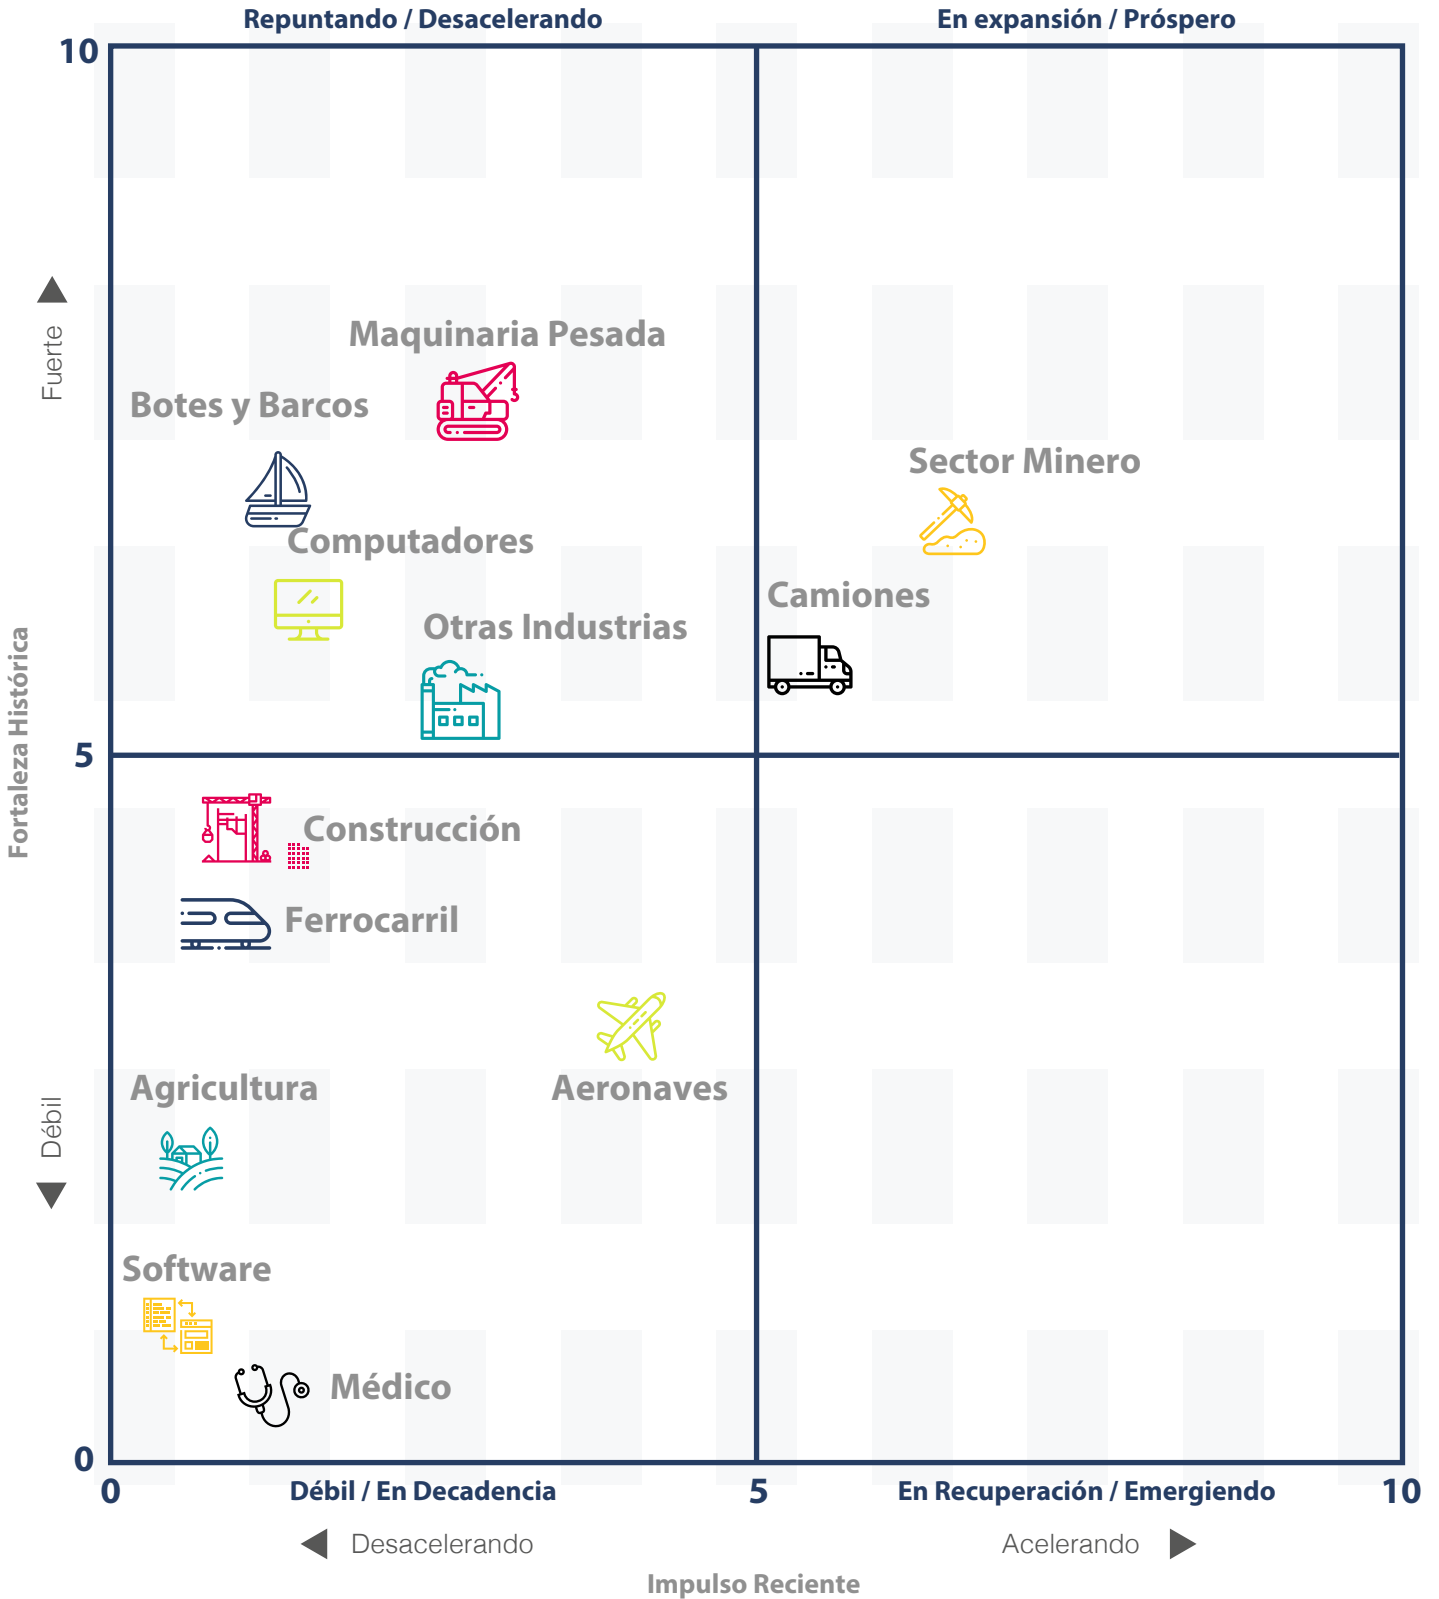 Repuntando / Desacelerando
En expansión / Próspero
10
Maquinaria Pesada
Fuerte
Botes y Barcos
Sector Minero
Computadores
Camiones
Otras Industrias
Fortaleza Histórica
5
Construcción
Ferrocarril
Agricultura
Aeronaves
Débil
Software
Médico
0
0
Débil / En Decadencia
5
En Recuperación / Emergiendo
10
Desacelerando
Acelerando
Impulso Reciente